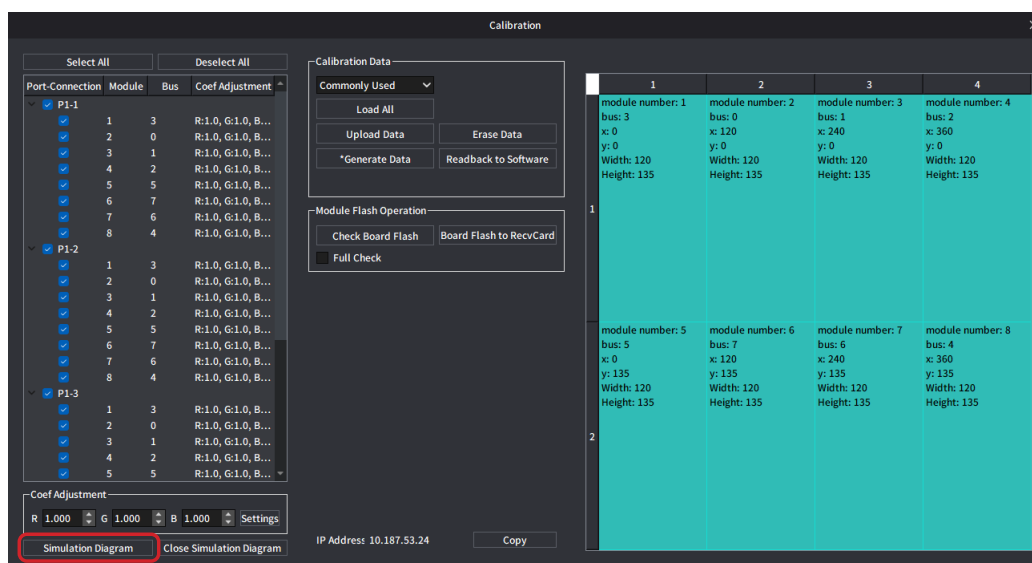 Calibration
Select All
Deselect All
Port-Connection Module Bus Coef Adjustment
P1-1
1 3 R:1.0, G:1.0, B...
2 0 R:1.0, G:1.0, B...
3 1 R:1.0, G:1.0, B...
4 2 R:1.0, G:1.0, B...
5 5 R:1.0, G:1.0, B...
6 7 R:1.0, G:1.0, B...
7 6 R:1.0, G:1.0, B...
8 4 R:1.0, G:1.0, B...
P1-2
1 3 R:1.0, G:1.0, B...
2 0 R:1.0, G:1.0, B...
3 1 R:1.0, G:1.0, B...
4 2 R:1.0, G:1.0, B...
5 5 R:1.0, G:1.0, B...
6 7 R:1.0, G:1.0, B...
7 6 R:1.0, G:1.0, B...
8 4 R:1.0, G:1.0, B...
P1-3
1 3 R:1.0, G:1.0, B...
2 0 R:1.0, G:1.0, B...
3 1 R:1.0, G:1.0, B...
4 2 R:1.0, G:1.0, B...
5 5 R:1.0, G:1.0, B...
Coef Adjustment
R 1.000 G 1.000 B 1.000 Settings
Simulation Diagram
Close Simulation Diagram
Calibration Data
Commonly Used
Load All
Upload Data
Erase Data
*Generate Data
Readback to Software
Module Flash Operation
Check Board Flash
Board Flash to RecvCard
Full Check
IP Address 10.187.53.24
Copy
1 2 3 4
1
module number: 1
bus: 3
x: 0
y: 0
Width: 120
Height: 135
module number: 2
bus: 0
x: 120
y: 0
Width: 120
Height: 135
module number: 3
bus: 1
x: 240
y: 0
Width: 120
Height: 135
module number: 4
bus: 2
x: 360
y: 0
Width: 120
Height: 135
2
module number: 5
bus: 5
x: 0
y: 135
Width: 120
Height: 135
module number: 6
bus: 7
x: 120
y: 135
Width: 120
Height: 135
module number: 7
bus: 6
x: 240
y: 135
Width: 120
Height: 135
module number: 8
bus: 4
x: 360
y: 135
Width: 120
Height: 135